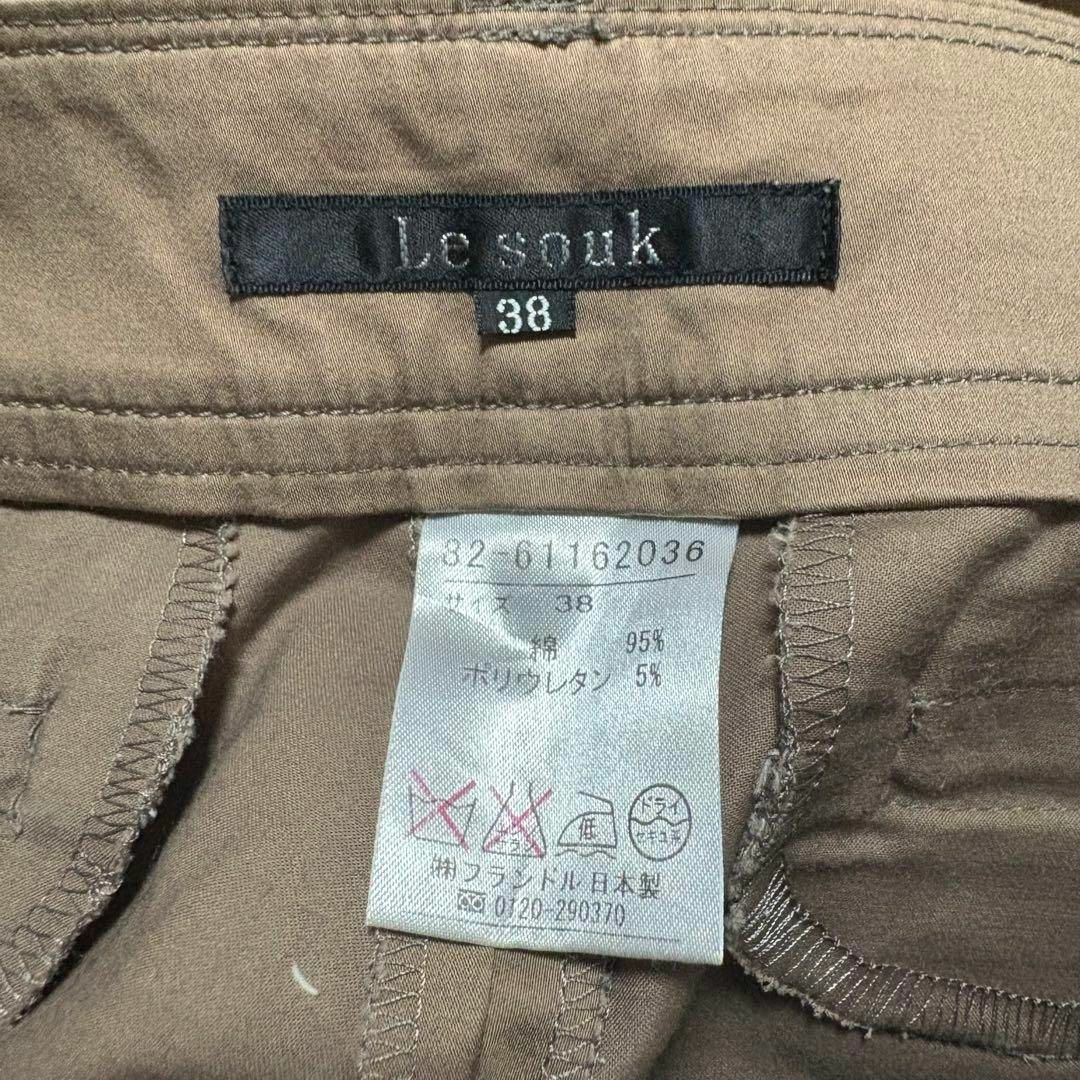 Le souk
38
82-61162036
サイズ 38
綿 95%
ポリウレタン 5%
低 ドライ
㈱フランドル 日本製
0120-290370